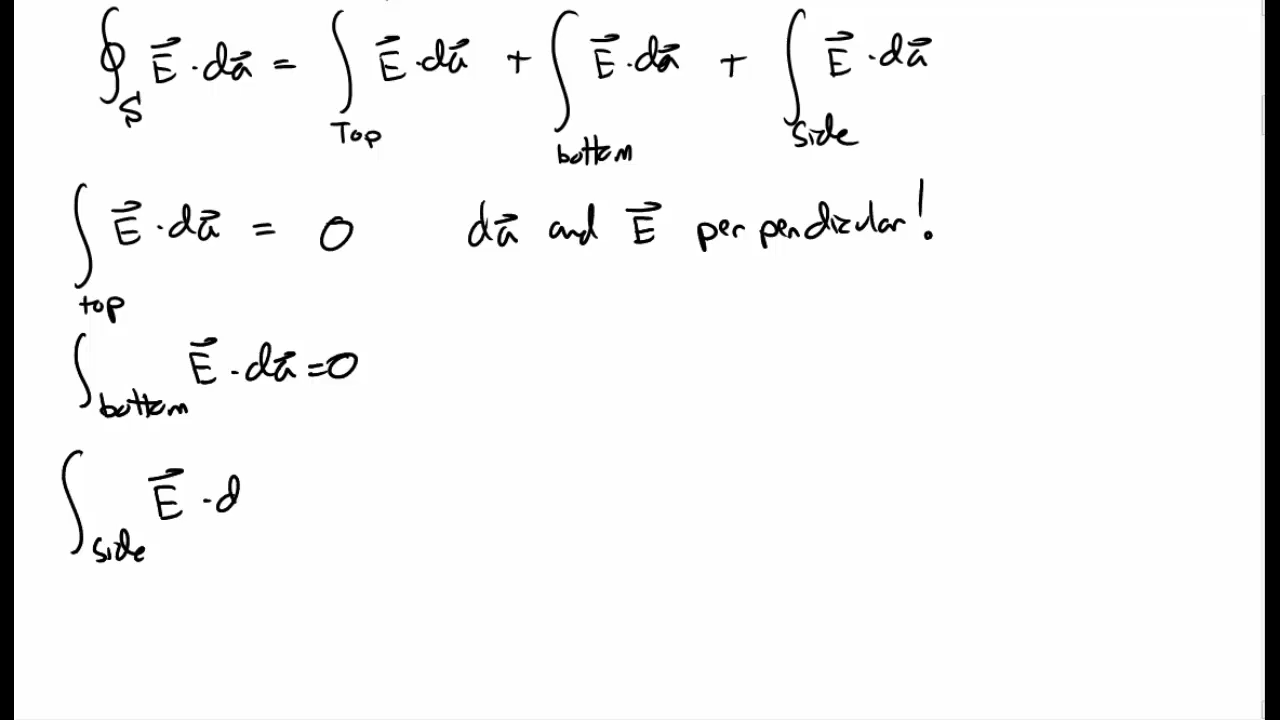 ∮_S E⃗ · da⃗ = ∫_Top E⃗ · da⃗ + ∫_bottom E⃗ · da⃗ + ∫_side E⃗ · da⃗
∫_top E⃗ · da⃗ = 0 da⃗ and E⃗ perpendicular!
∫_bottom E⃗ · da⃗ = 0
∫_side E⃗ · d